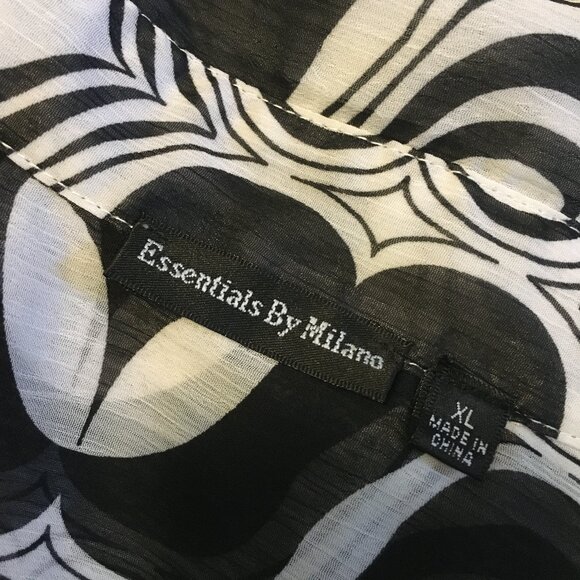 Essentials By Milano
XL
MADE IN
CHINA